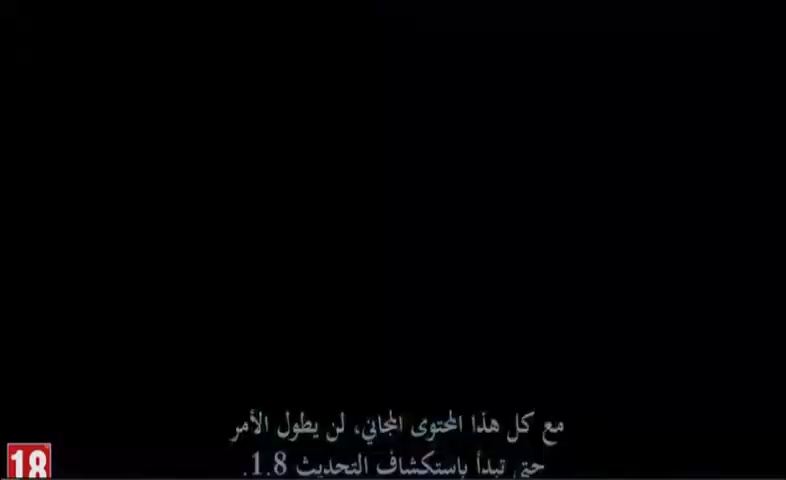 مع كل هذا المحتوى المجاني، لن يطول الأمر
حتى تبدأ باستكشاف التحديث 1.8.
18